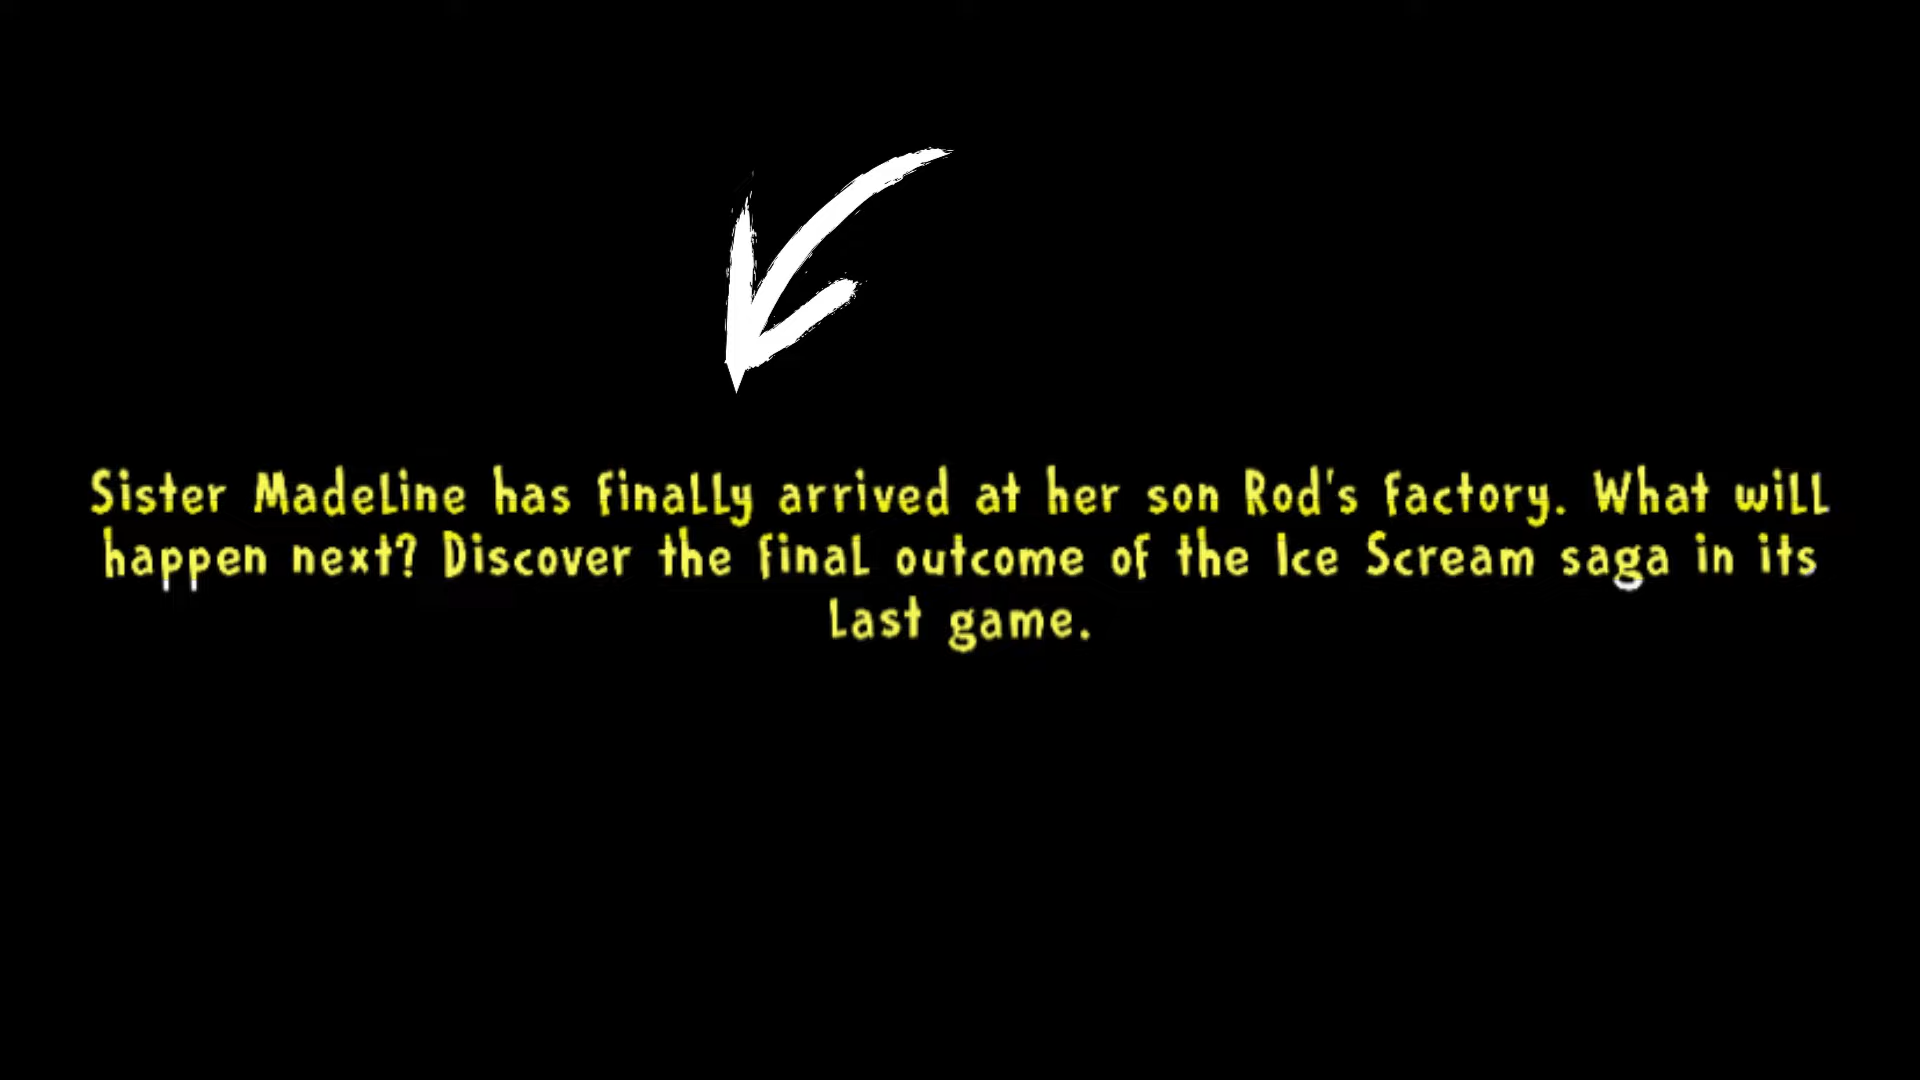 Sister Madeline has finally arrived at her son Rod's factory. What will
happen next? Discover the final outcome of the Ice Scream saga in its
last game.